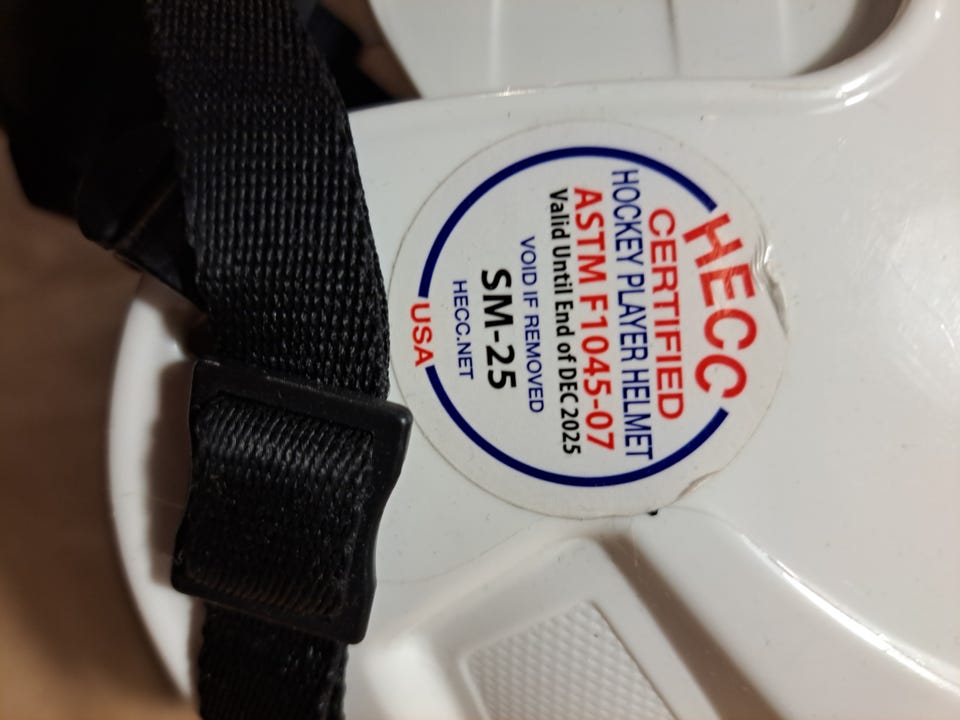 HECC
CERTIFIED
HOCKEY PLAYER HELMET
ASTM F1045-07
Valid Until End of DEC 2025
VOID IF REMOVED
SM-25
HECC.NET
USA